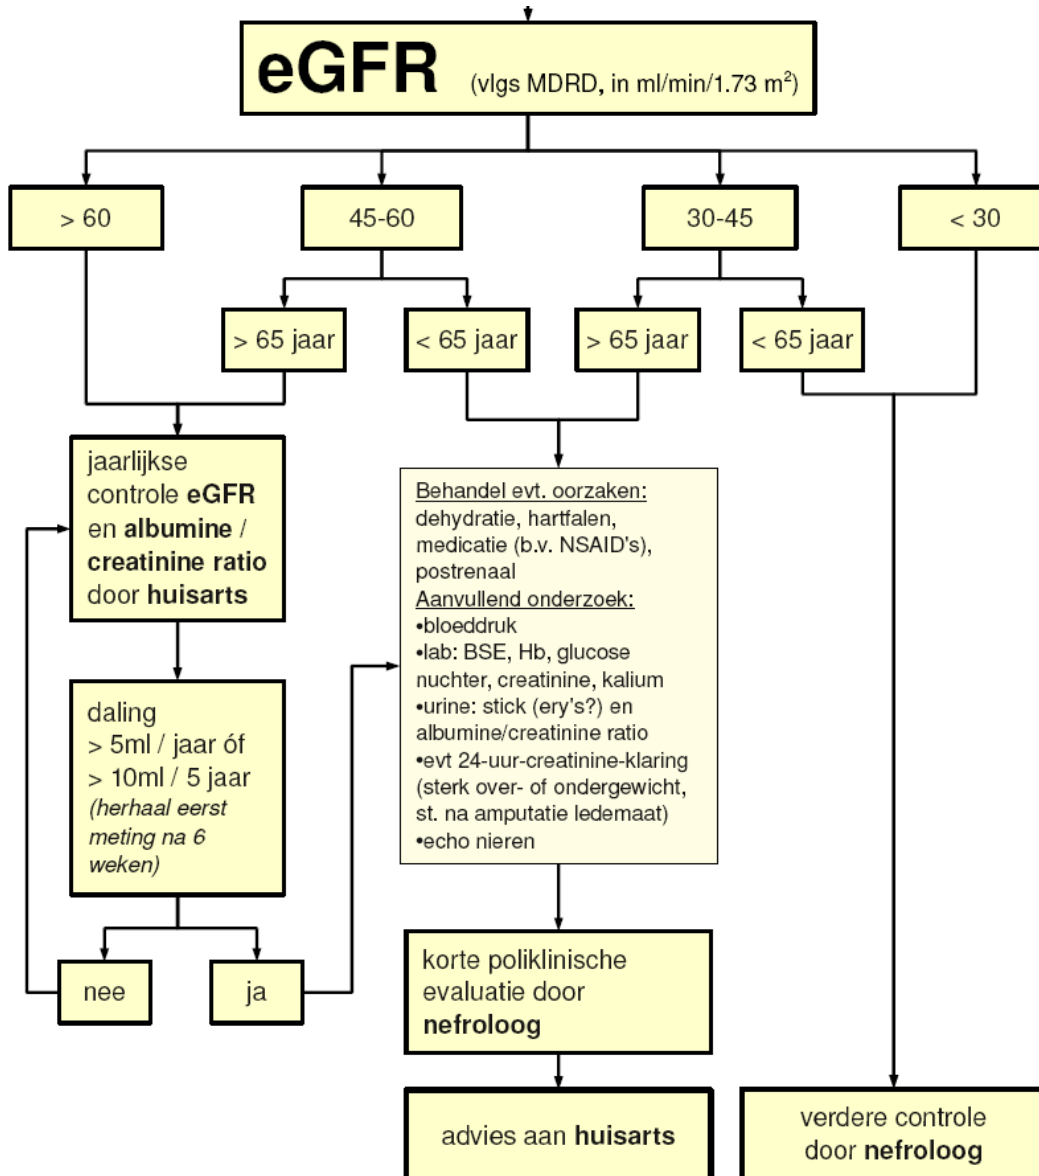 eGFR (vlgs MDRD, in ml/min/1.73 m²)
> 60
45-60
30-45
< 30
> 65 jaar
< 65 jaar
> 65 jaar
< 65 jaar
jaarlijkse
controle eGFR
en albumine /
creatinine ratio
door huisarts
Behandel evt. oorzaken:
dehydratie, hartfalen,
medicatie (b.v. NSAID's),
postrenaal
Aanvullend onderzoek:
•bloeddruk
•lab: BSE, Hb, glucose
nuchter, creatinine, kalium
•urine: stick (ery's?) en
albumine/creatinine ratio
•evt 24-uur-creatinine-klaring
(sterk over- of ondergewicht,
st. na amputatie ledemaat)
•echo nieren
daling
> 5ml / jaar óf
> 10ml / 5 jaar
(herhaal eerst
meting na 6
weken)
nee
ja
korte poliklinische
evaluatie door
nefroloog
advies aan huisarts
verdere controle
door nefroloog